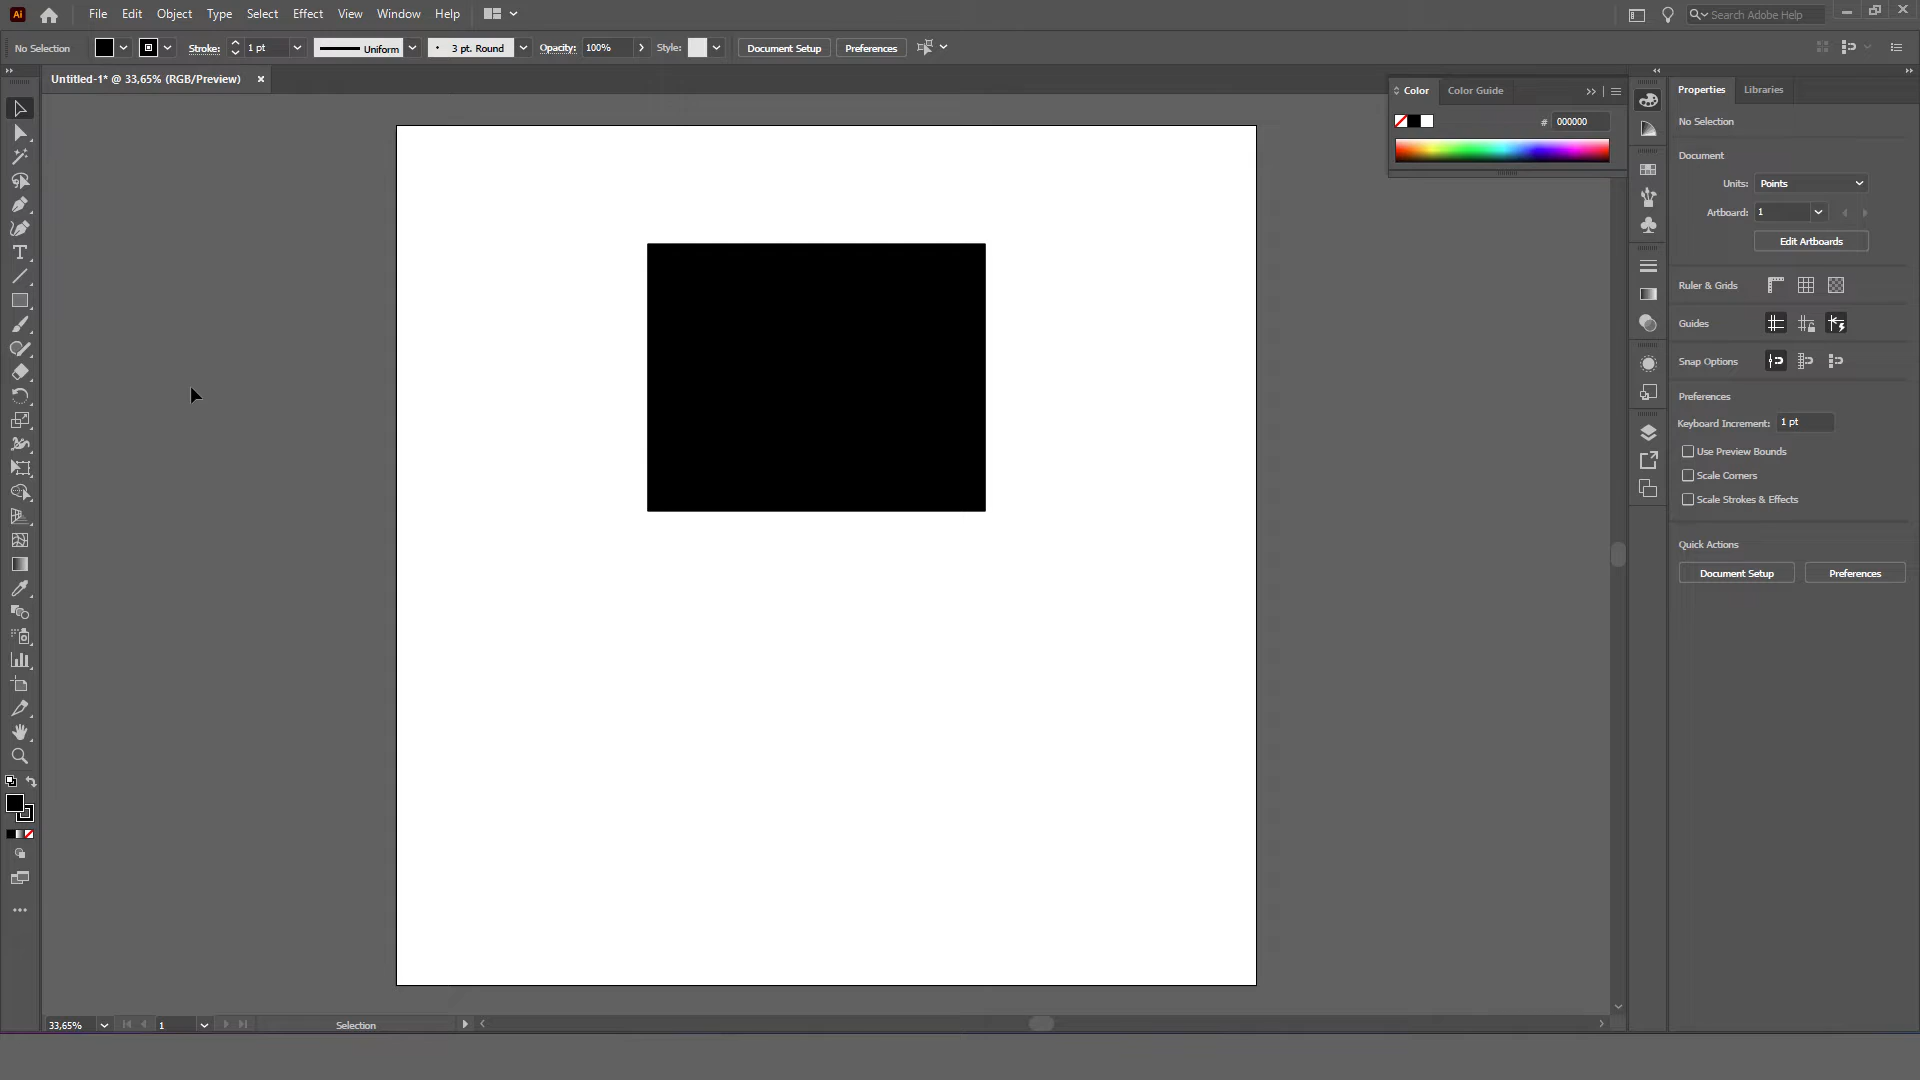 Ai File Edit Object Type Select Effect View Window Help Search Adobe Help
No Selection Stroke: 1 pt Uniform 3 pt. Round Opacity: 100% Style: Document Setup Preferences
Untitled-1* @ 33,65% (RGB/Preview)
Color Color Guide
# 000000
Properties Libraries
No Selection
Document
Units: Points
Artboard: 1
Edit Artboards
Ruler & Grids
Guides
Snap Options
Preferences
Keyboard Increment: 1 pt
Use Preview Bounds
Scale Corners
Scale Strokes & Effects
Quick Actions
Document Setup Preferences
33,65% 1 Selection